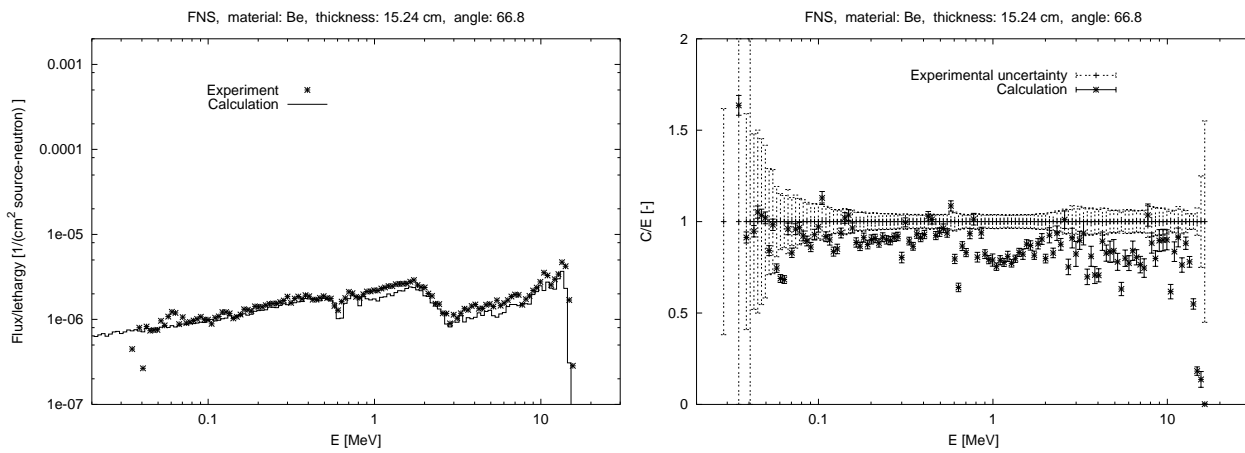 FNS, material: Be, thickness: 15.24 cm, angle: 66.8
Flux/lethargy [1/(cm² source-neutron) ]
0.001
0.0001
1e-05
1e-06
1e-07
Experiment
Calculation
0.1
1
10
E [MeV]
FNS, material: Be, thickness: 15.24 cm, angle: 66.8
C/E [-]
2
1.5
1
0.5
0
Experimental uncertainty
Calculation
0.1
1
10
E [MeV]